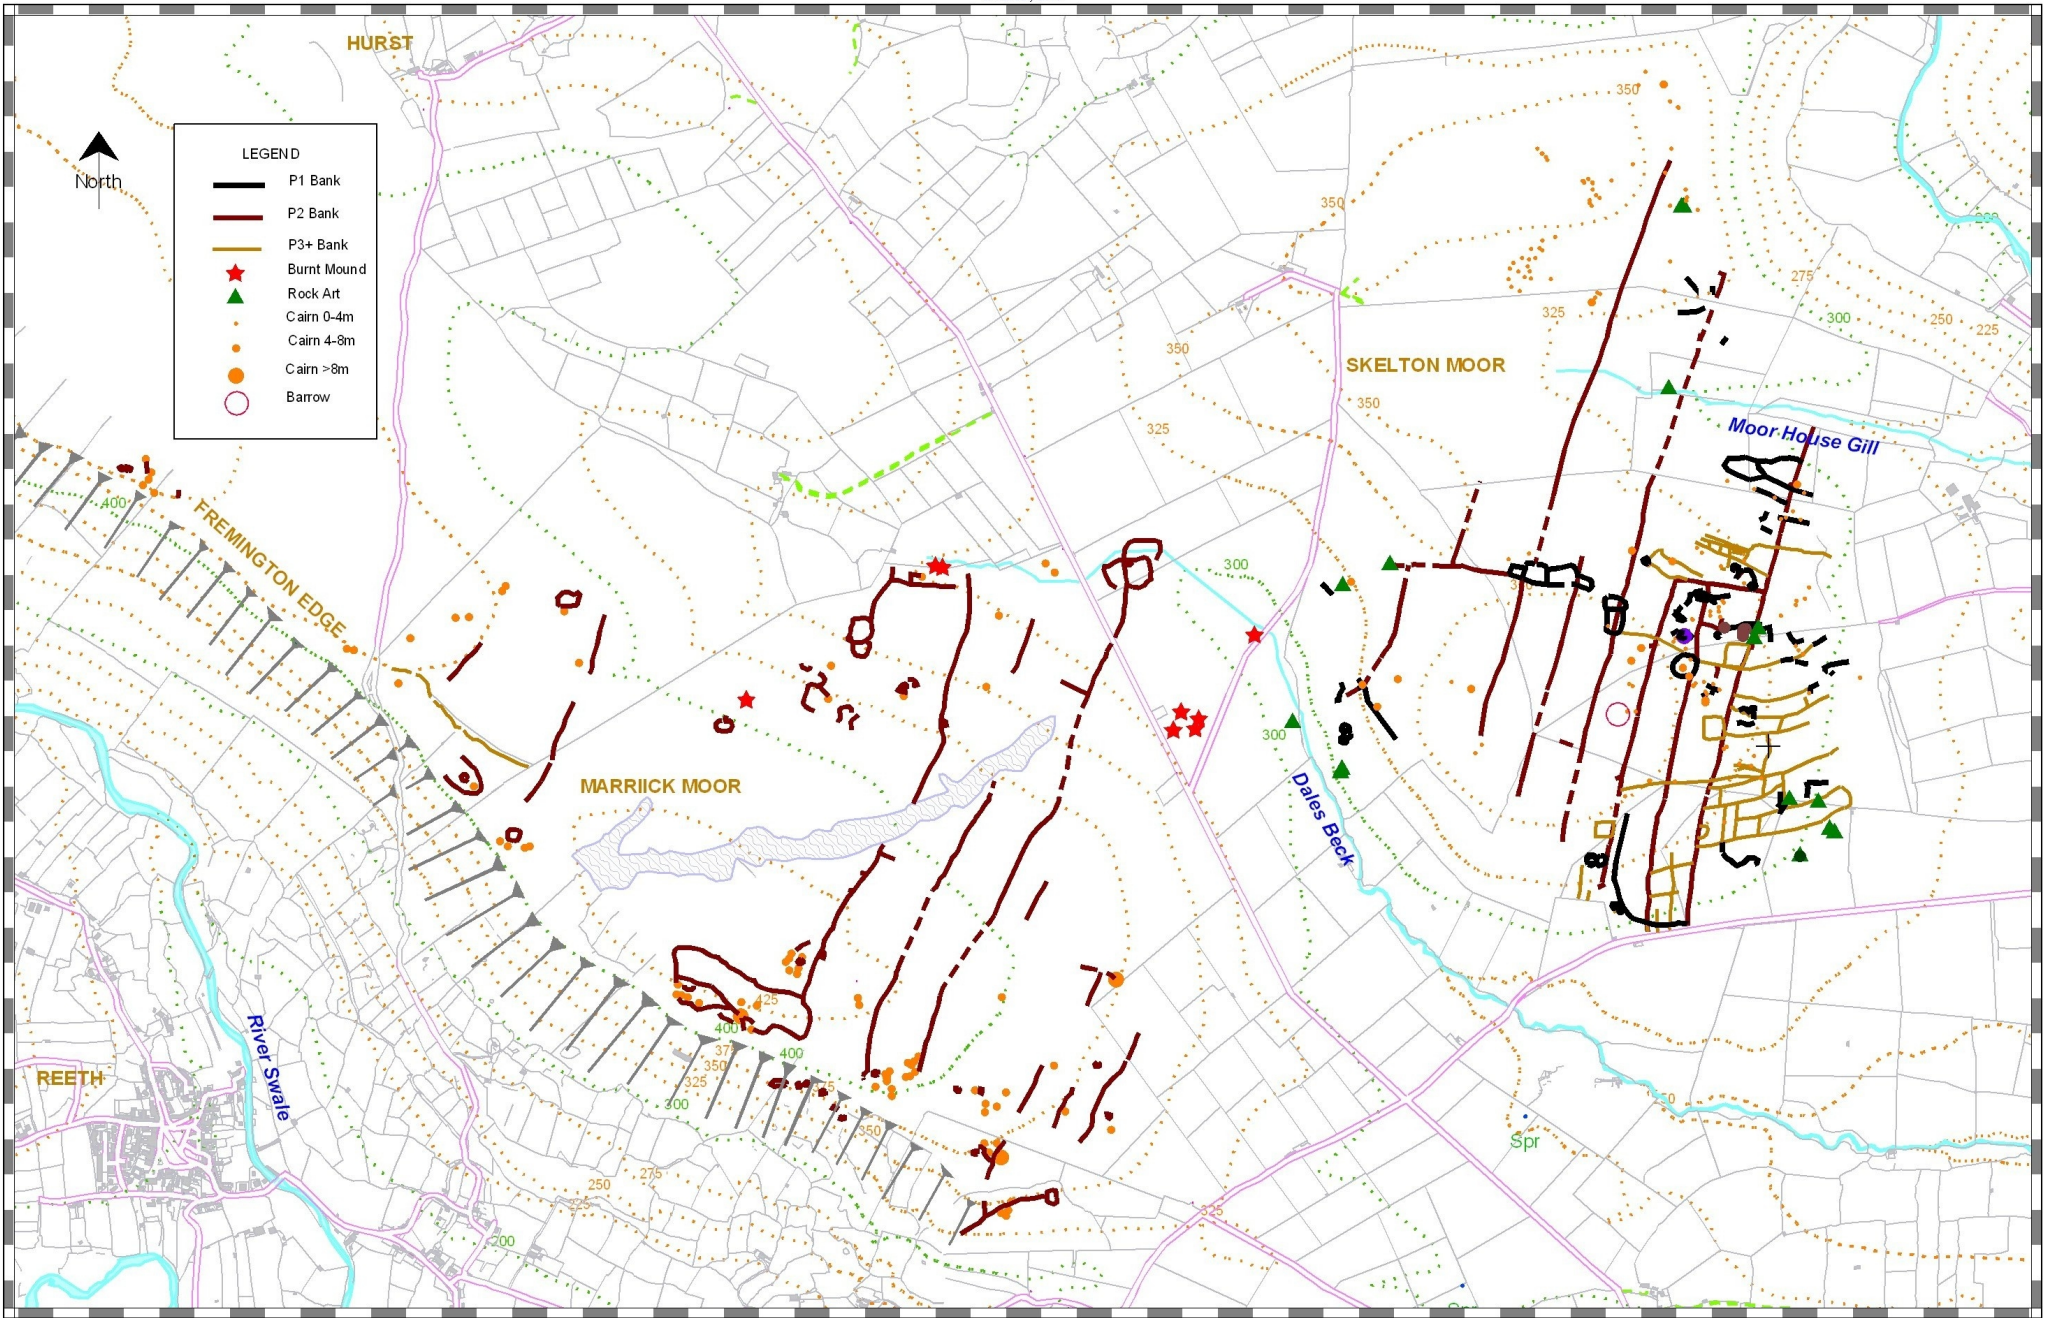 HURST
North
LEGEND
P1 Bank
P2 Bank
P3+ Bank
Burnt Mound
Rock Art
Cairn 0-4m
Cairn 4-8m
Cairn >8m
Barrow
350
350
275
300
250
225
325
350
SKELTON MOOR
350
325
Moor House Gill
400
FREMINGTON EDGE
300
300
MARRIICK MOOR
Dales Beck
425
400
400
375
350
325
300
350
River Swale
REETH
250
Spr
275
250
225
200
325